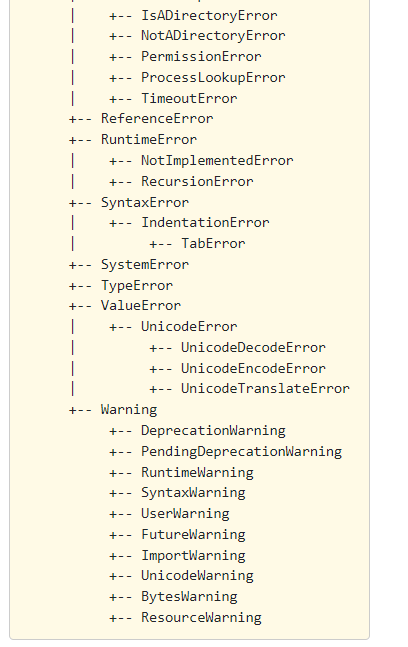 |    +-- IsADirectoryError
|    +-- NotADirectoryError
|    +-- PermissionError
|    +-- ProcessLookupError
|    +-- TimeoutError
+-- ReferenceError
+-- RuntimeError
|    +-- NotImplementedError
|    +-- RecursionError
+-- SyntaxError
|    +-- IndentationError
|         +-- TabError
+-- SystemError
+-- TypeError
+-- ValueError
|    +-- UnicodeError
|         +-- UnicodeDecodeError
|         +-- UnicodeEncodeError
|         +-- UnicodeTranslateError
+-- Warning
     +-- DeprecationWarning
     +-- PendingDeprecationWarning
     +-- RuntimeWarning
     +-- SyntaxWarning
     +-- UserWarning
     +-- FutureWarning
     +-- ImportWarning
     +-- UnicodeWarning
     +-- BytesWarning
     +-- ResourceWarning